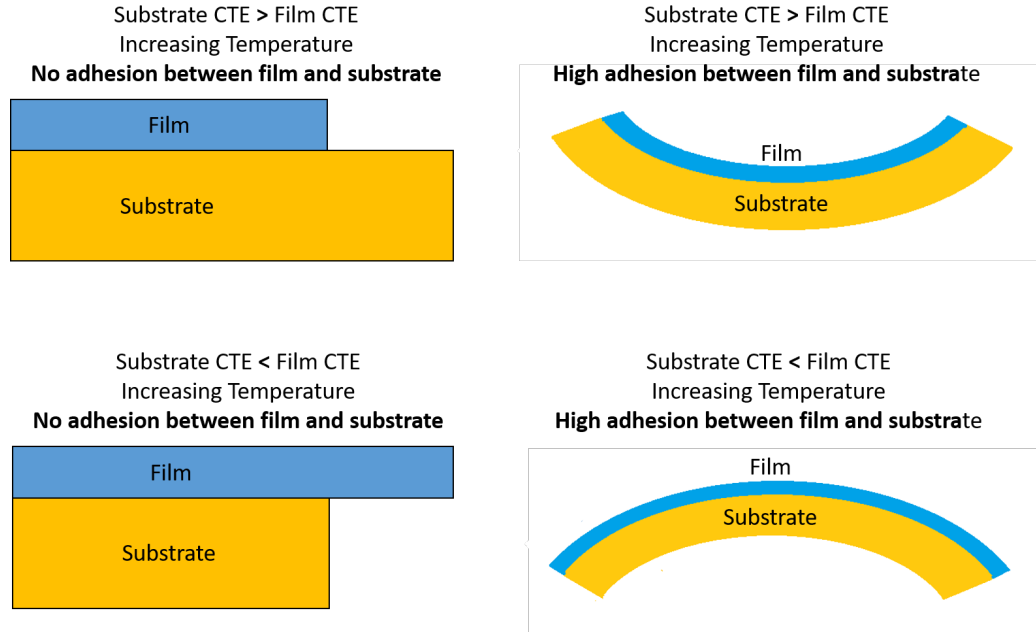 Substrate CTE > Film CTE
Increasing Temperature
No adhesion between film and substrate
Film
Substrate
Substrate CTE > Film CTE
Increasing Temperature
High adhesion between film and substrate
Film
Substrate
Substrate CTE < Film CTE
Increasing Temperature
No adhesion between film and substrate
Film
Substrate
Substrate CTE < Film CTE
Increasing Temperature
High adhesion between film and substrate
Film
Substrate